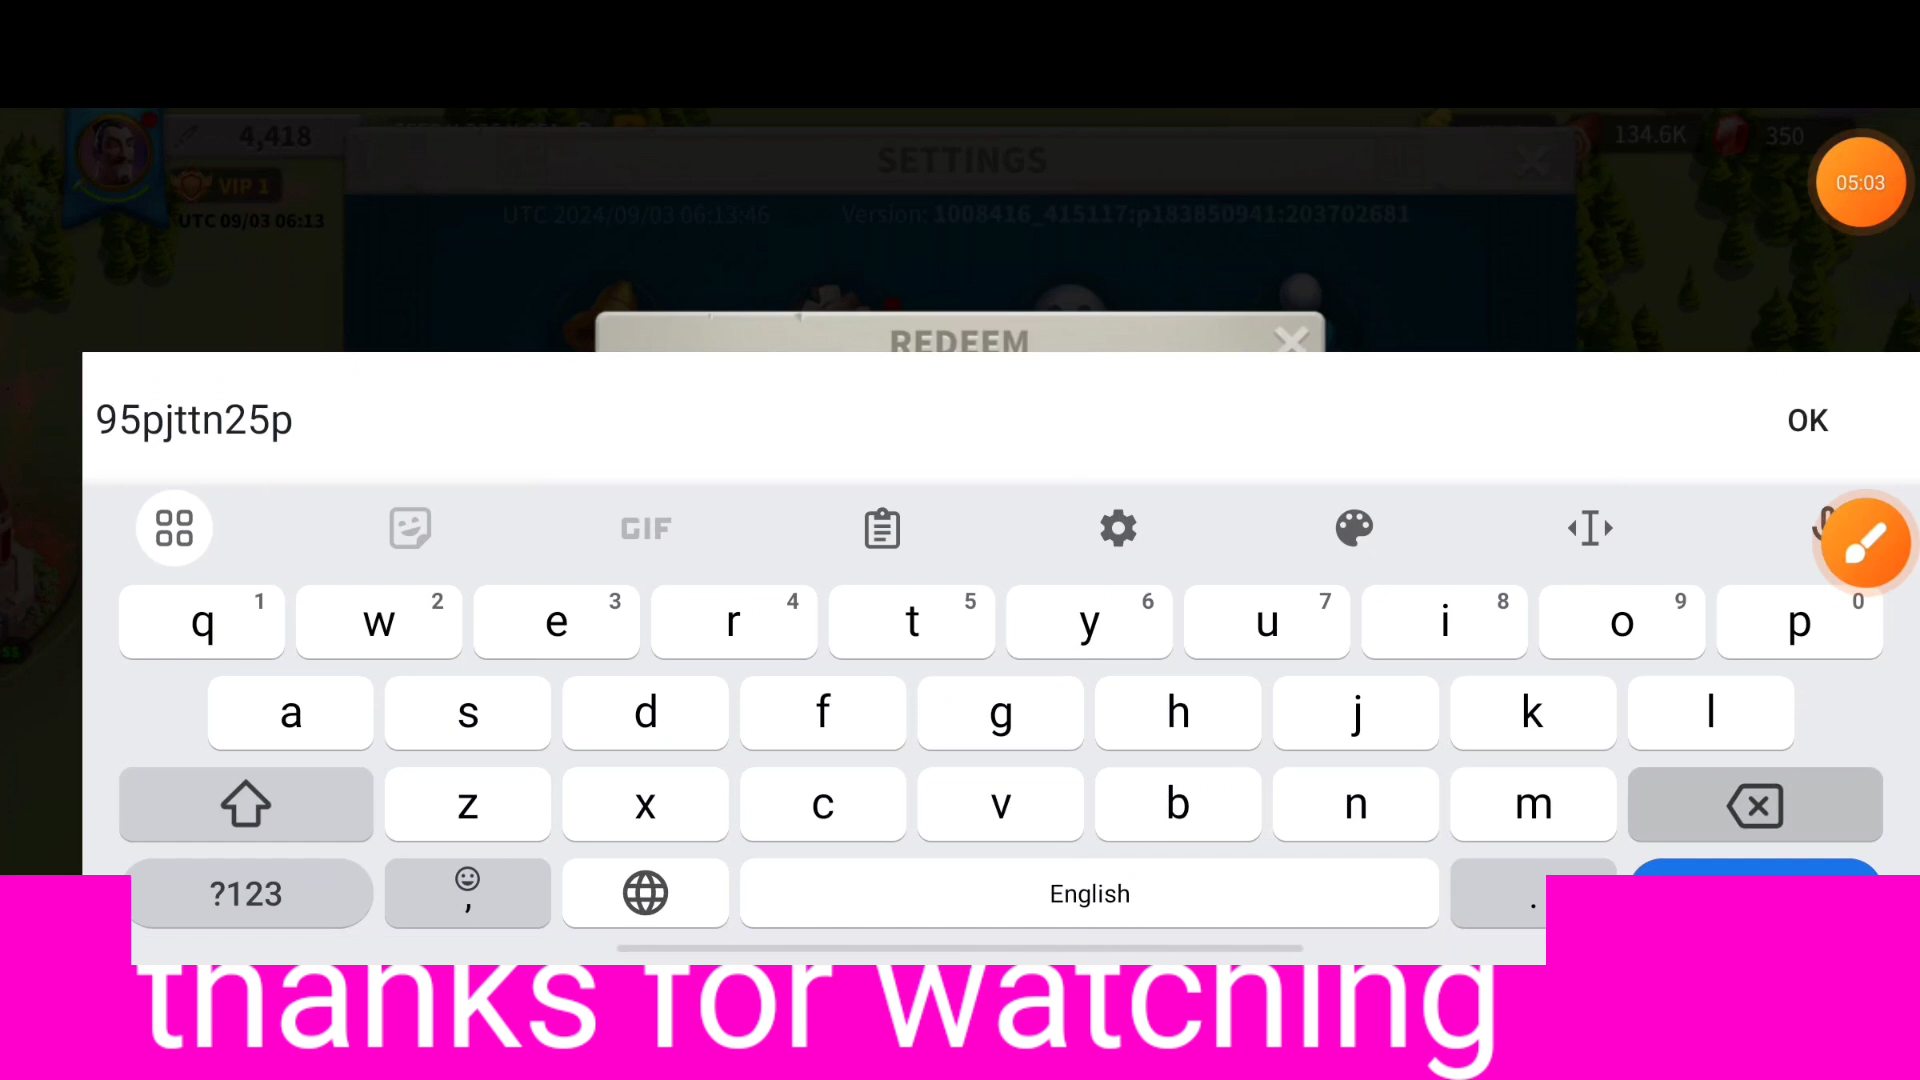 4,418
SETTINGS
134.6K
350
05:03
VIP 1
UTC 09/03 06:13
UTC 2024/09/03 06:13:46
Version: 1008416_415117:p183850941:203702681
REDEEM
95pjttn25p
OK
GIF
q 1 w 2 e 3 r 4 t 5 y 6 u 7 i 8 o 9 p 0
a s d f g h j k l
z x c v b n m
?123 , English .
thanks for watching